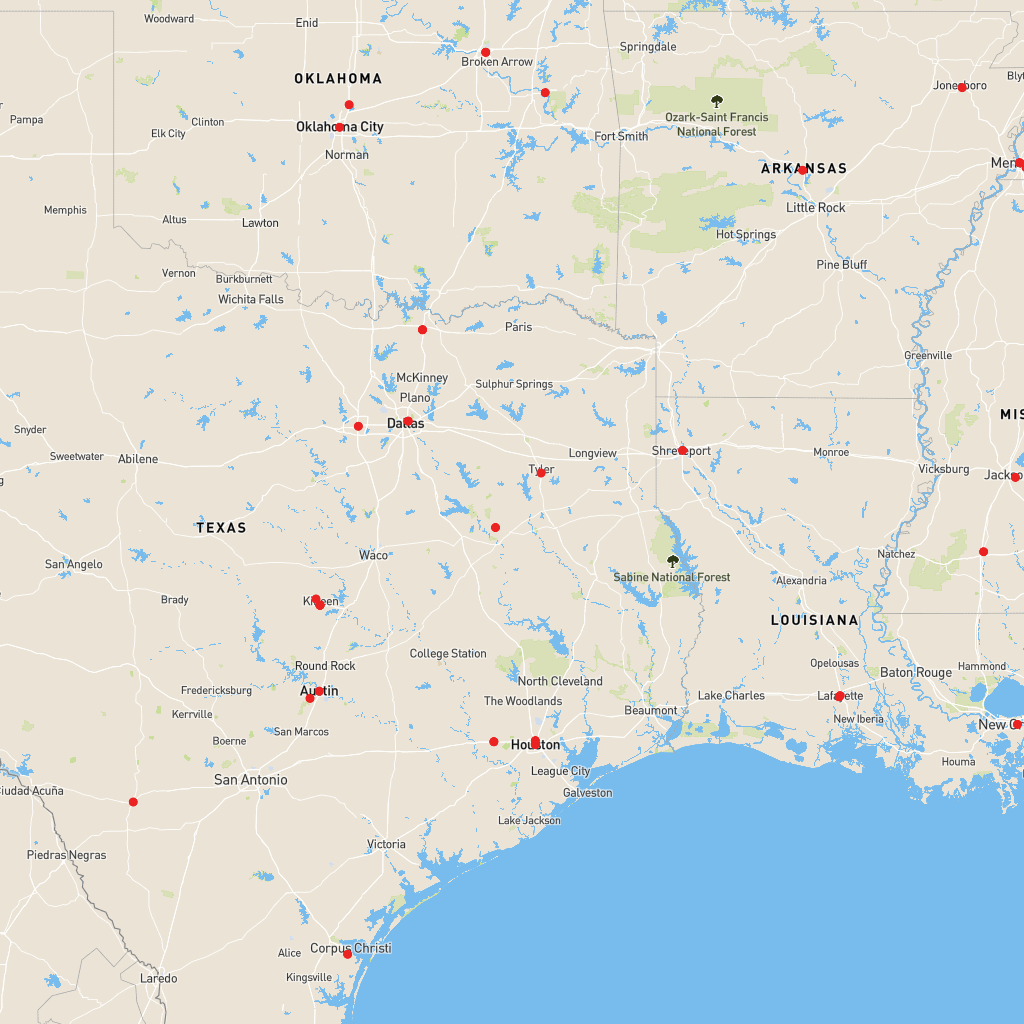 Woodward
Enid
Springdale
Broken Arrow
OKLAHOMA
Jonesboro
Pampa
Clinton
Elk City
Oklahoma City
Ozark-Saint Francis
National Forest
Fort Smith
Norman
ARKANSAS
Memphis
Altus
Lawton
Little Rock
Hot Springs
Vernon
Burkburnett
Wichita Falls
Pine Bluff
Paris
Greenville
McKinney
Plano
Sulphur Springs
Dallas
Snyder
Sweetwater
Abilene
Tyler
Longview
Shreveport
Monroe
Vicksburg
TEXAS
Waco
San Angelo
Sabine National Forest
Natchez
Alexandria
Brady
Killeen
LOUISIANA
College Station
Round Rock
Opelousas
Hammond
Baton Rouge
Fredericksburg
Austin
North Cleveland
The Woodlands
Lake Charles
Lafayette
Kerrville
Beaumont
New Iberia
San Marcos
Boerne
Houston
Houma
League City
San Antonio
Ciudad Acuña
Galveston
Lake Jackson
Victoria
Piedras Negras
Corpus Christi
Alice
Laredo
Kingsville